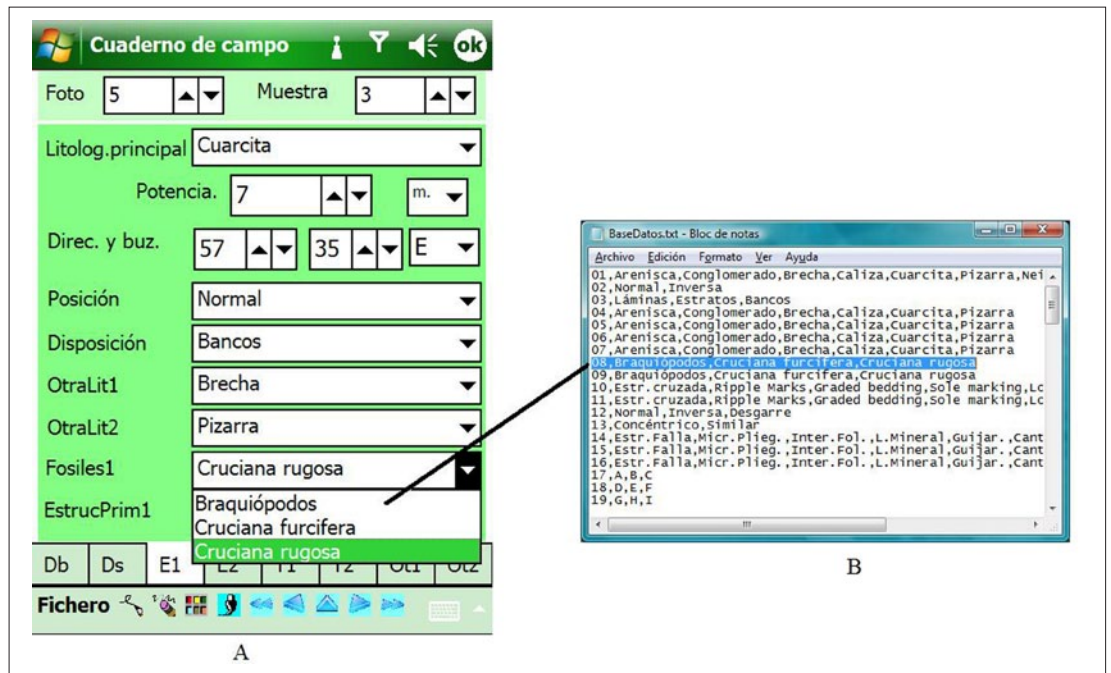 Cuaderno de campo ok
Foto 5 Muestra 3
Litolog.principal Cuarcita
Potencia. 7 m.
Direc. y buz. 57 35 E
Posición Normal
Disposición Bancos
OtraLit1 Brecha
OtraLit2 Pizarra
Fosiles1 Cruciana rugosa
Braquiópodos
EstrucPrim1
Cruciana furcifera
Cruciana rugosa
Db Ds E1 E2 T1 T2 Ot1 Ot2
Fichero
A
BaseDatos.txt - Bloc de notas
Archivo Edición Formato Ver Ayuda
01,Arenisca,Conglomerado,Brecha,Caliza,Cuarcita,Pizarra,Nei
02,Normal,Inversa
03,Láminas,Estratos,Bancos
04,Arenisca,Conglomerado,Brecha,Caliza,Cuarcita,Pizarra
05,Arenisca,Conglomerado,Brecha,Caliza,Cuarcita,Pizarra
06,Arenisca,Conglomerado,Brecha,Caliza,Cuarcita,Pizarra
07,Arenisca,Conglomerado,Brecha,Caliza,Cuarcita,Pizarra
08,Braquiópodos,Cruciana furcifera,Cruciana rugosa
09,Braquiópodos,Cruciana furcifera,Cruciana rugosa
10,Estr.cruzada,Ripple Marks,Graded bedding,Sole marking,Lc
11,Estr.cruzada,Ripple Marks,Graded bedding,Sole marking,Lc
12,Normal,Inversa,Desgarre
13,Concéntrico,Similar
14,Estr.Falla,Micr.Plieg.,Inter.Fol.,L.Mineral,Guijar.,Cant
15,Estr.Falla,Micr.Plieg.,Inter.Fol.,L.Mineral,Guijar.,Cant
16,Estr.Falla,Micr.Plieg.,Inter.Fol.,L.Mineral,Guijar.,Cant
17,A,B,C
18,D,E,F
19,G,H,I
B